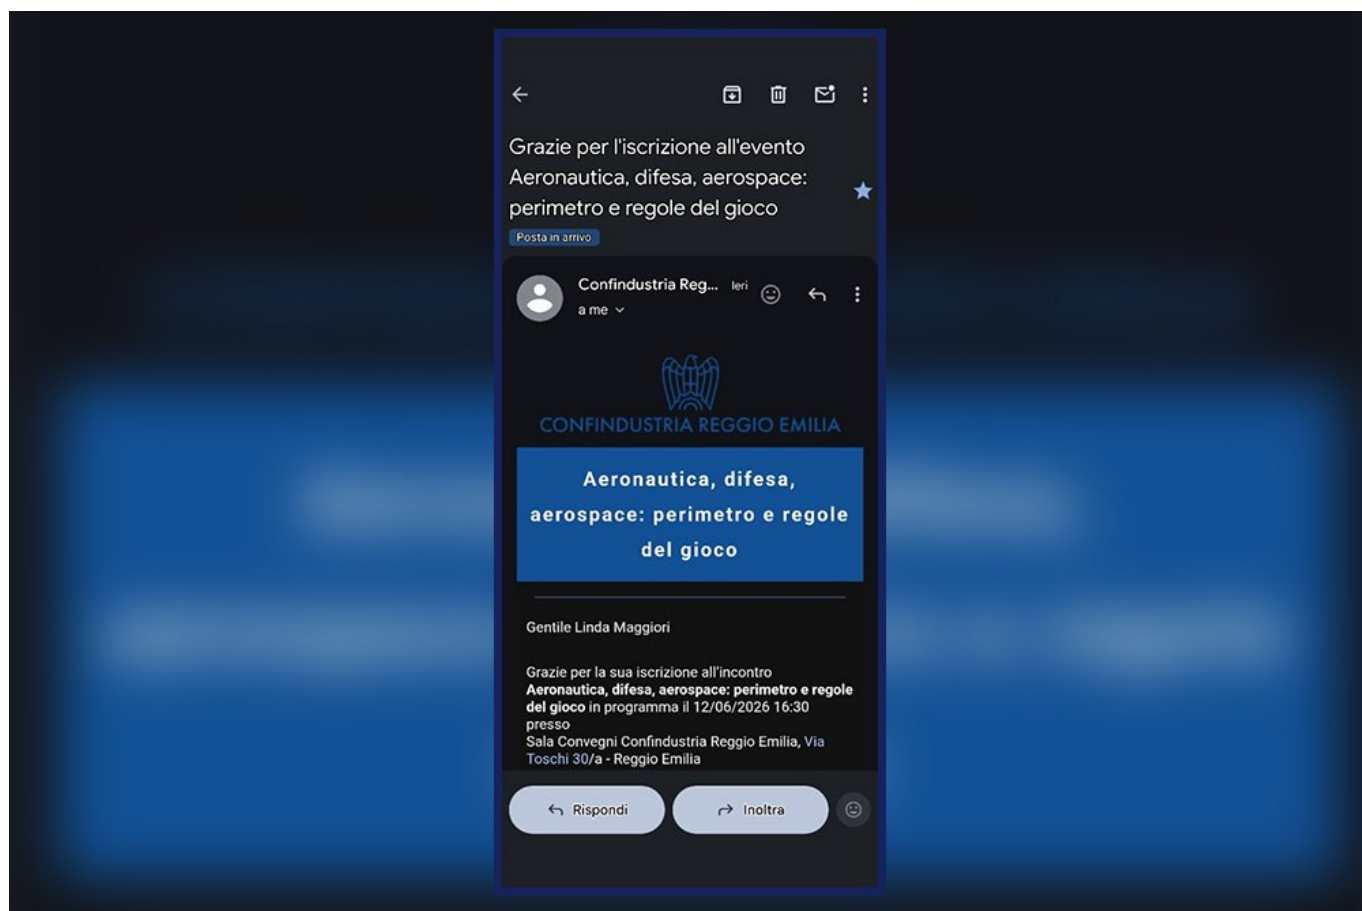 Grazie per l'iscrizione all'evento
Aeronautica, difesa, aerospace:
perimetro e regole del gioco
Posta in arrivo
Confindustria Reg... Ieri
a me
CONFINDUSTRIA REGGIO EMILIA
Aeronautica, difesa,
aerospace: perimetro e regole
del gioco
Gentile Linda Maggiori
Grazie per la sua iscrizione all'incontro
Aeronautica, difesa, aerospace: perimetro e regole
del gioco in programma il 12/06/2026 16:30
presso
Sala Convegni Confindustria Reggio Emilia, Via
Toschi 30/a - Reggio Emilia
Rispondi
Inoltra